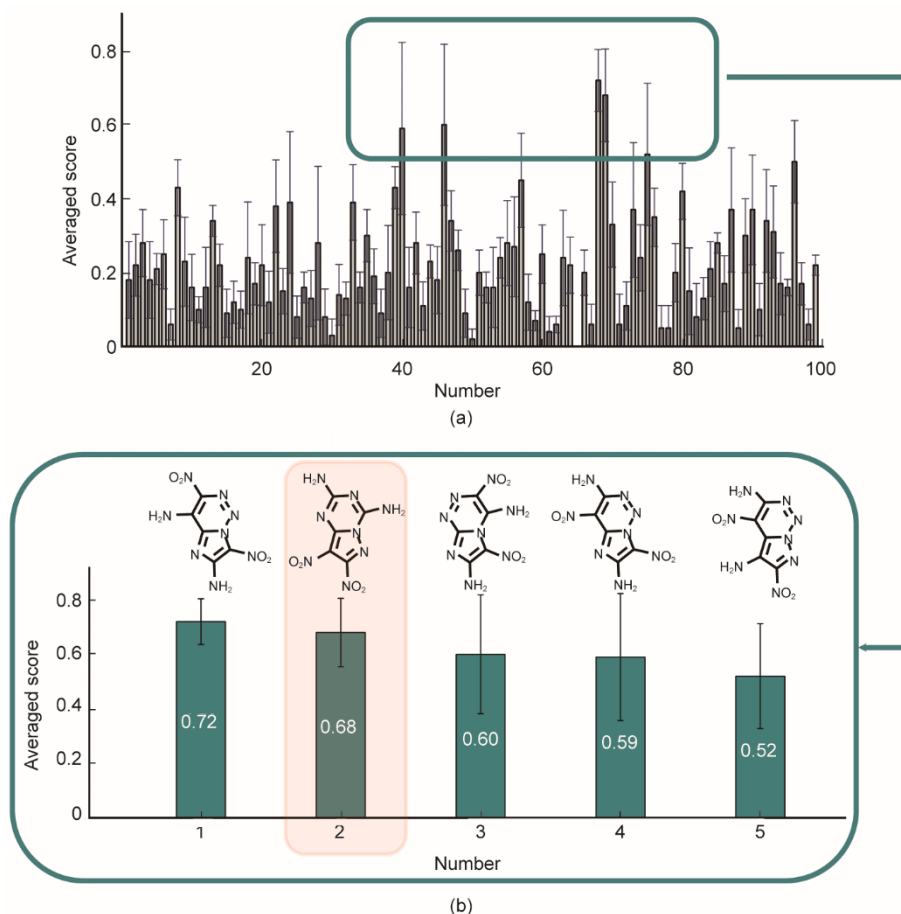 0.8
0.6
0.4
0.2
0
Averaged score
20 40 60 80 100
Number
(a)
O₂N N N H₂N N NO₂ N NH₂
H₂N N N NH₂ N N N O₂N NO₂
NO₂ N N NH₂ N NO₂ N NH₂
H₂N N N O₂N N NO₂ N NH₂
H₂N N N O₂N N N H₂N NO₂
0.8
0.6
0.4
0.2
0
Averaged score
0.72 0.68 0.60 0.59 0.52
1 2 3 4 5
Number
(b)